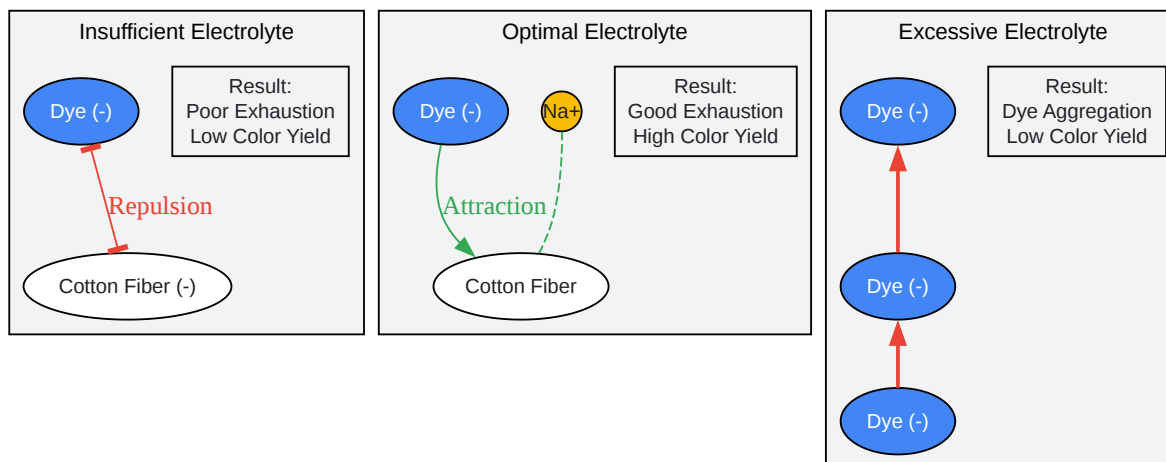 Insufficient Electrolyte
Dye (-)
Result:
Poor Exhaustion
Low Color Yield
Repulsion
Cotton Fiber (-)
Optimal Electrolyte
Dye (-)
Na+
Result:
Good Exhaustion
High Color Yield
Attraction
Cotton Fiber
Excessive Electrolyte
Dye (-)
Result:
Dye Aggregation
Low Color Yield
Dye (-)
Dye (-)